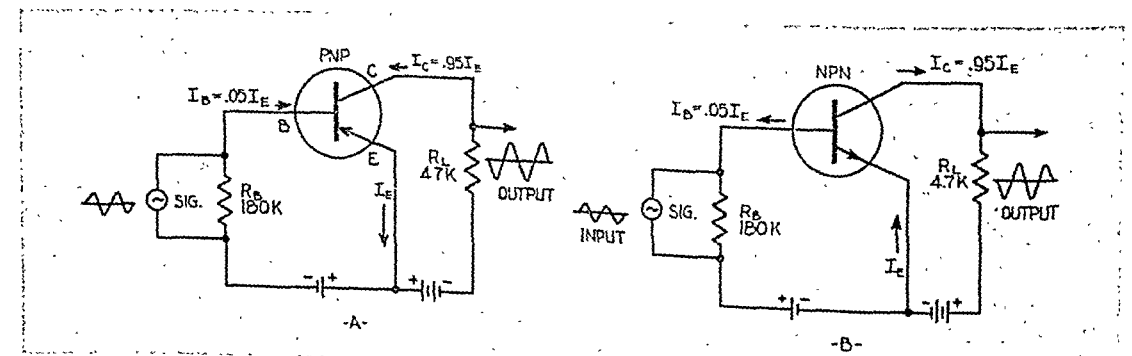 PNP
C
I_C=.95I_E
I_B=.05I_E
B
E
R_L
4.7K
SIG.
R_B
180K
I_E
OUTPUT
- +
+ -
-A-
NPN
I_C=.95I_E
I_B=.05I_E
R_L
4.7K
OUTPUT
SIG.
R_B
180K
INPUT
I_E
+ -
- +
-B-